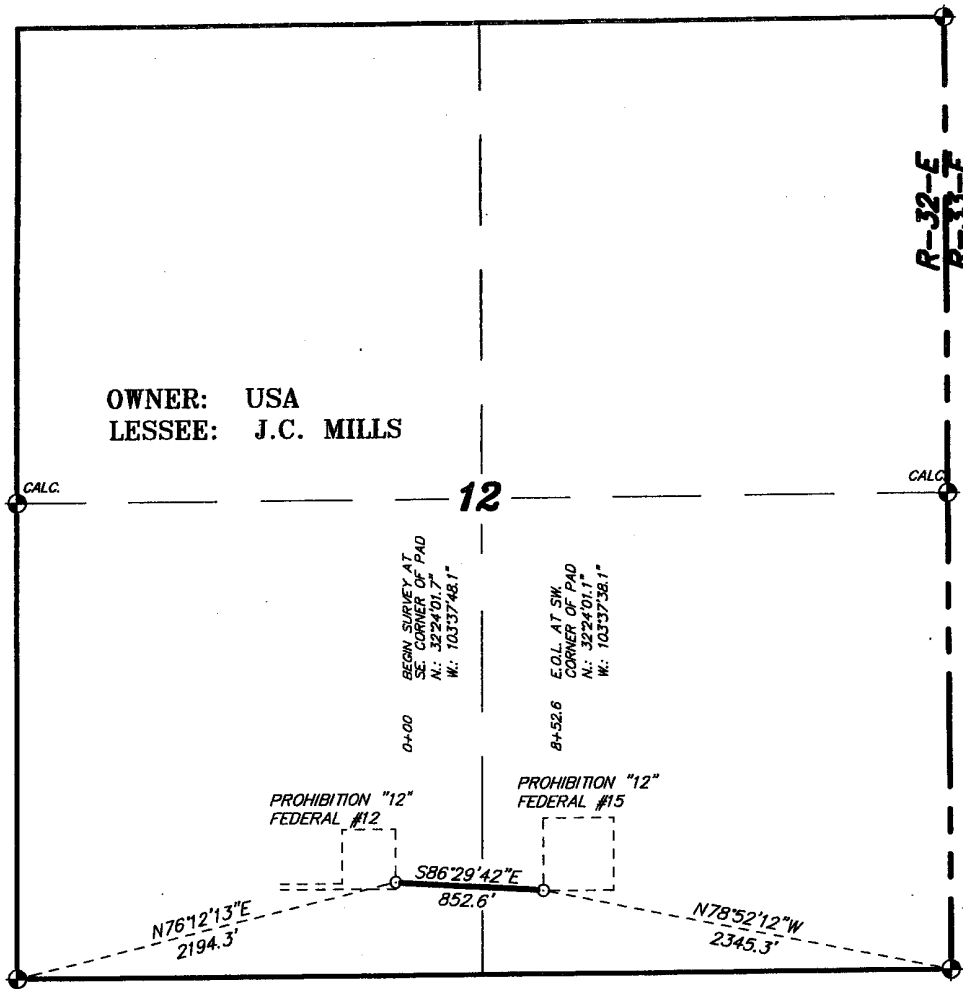 R-32-E
R-33-E
OWNER: USA
LESSEE: J.C. MILLS
CALC.
CALC.
12
0+00 BEGIN SURVEY AT
SE. CORNER OF PAD
N.: 32°24'01.7"
W.: 103°37'48.1"
8+52.6 E.O.L. AT SW.
CORNER OF PAD
N.: 32°24'01.1"
W.: 103°37'38.1"
PROHIBITION "12"
FEDERAL #12
PROHIBITION "12"
FEDERAL #15
S86°29'42"E
852.6'
N76°12'13"E
2194.3'
N78°52'12"W
2345.3'